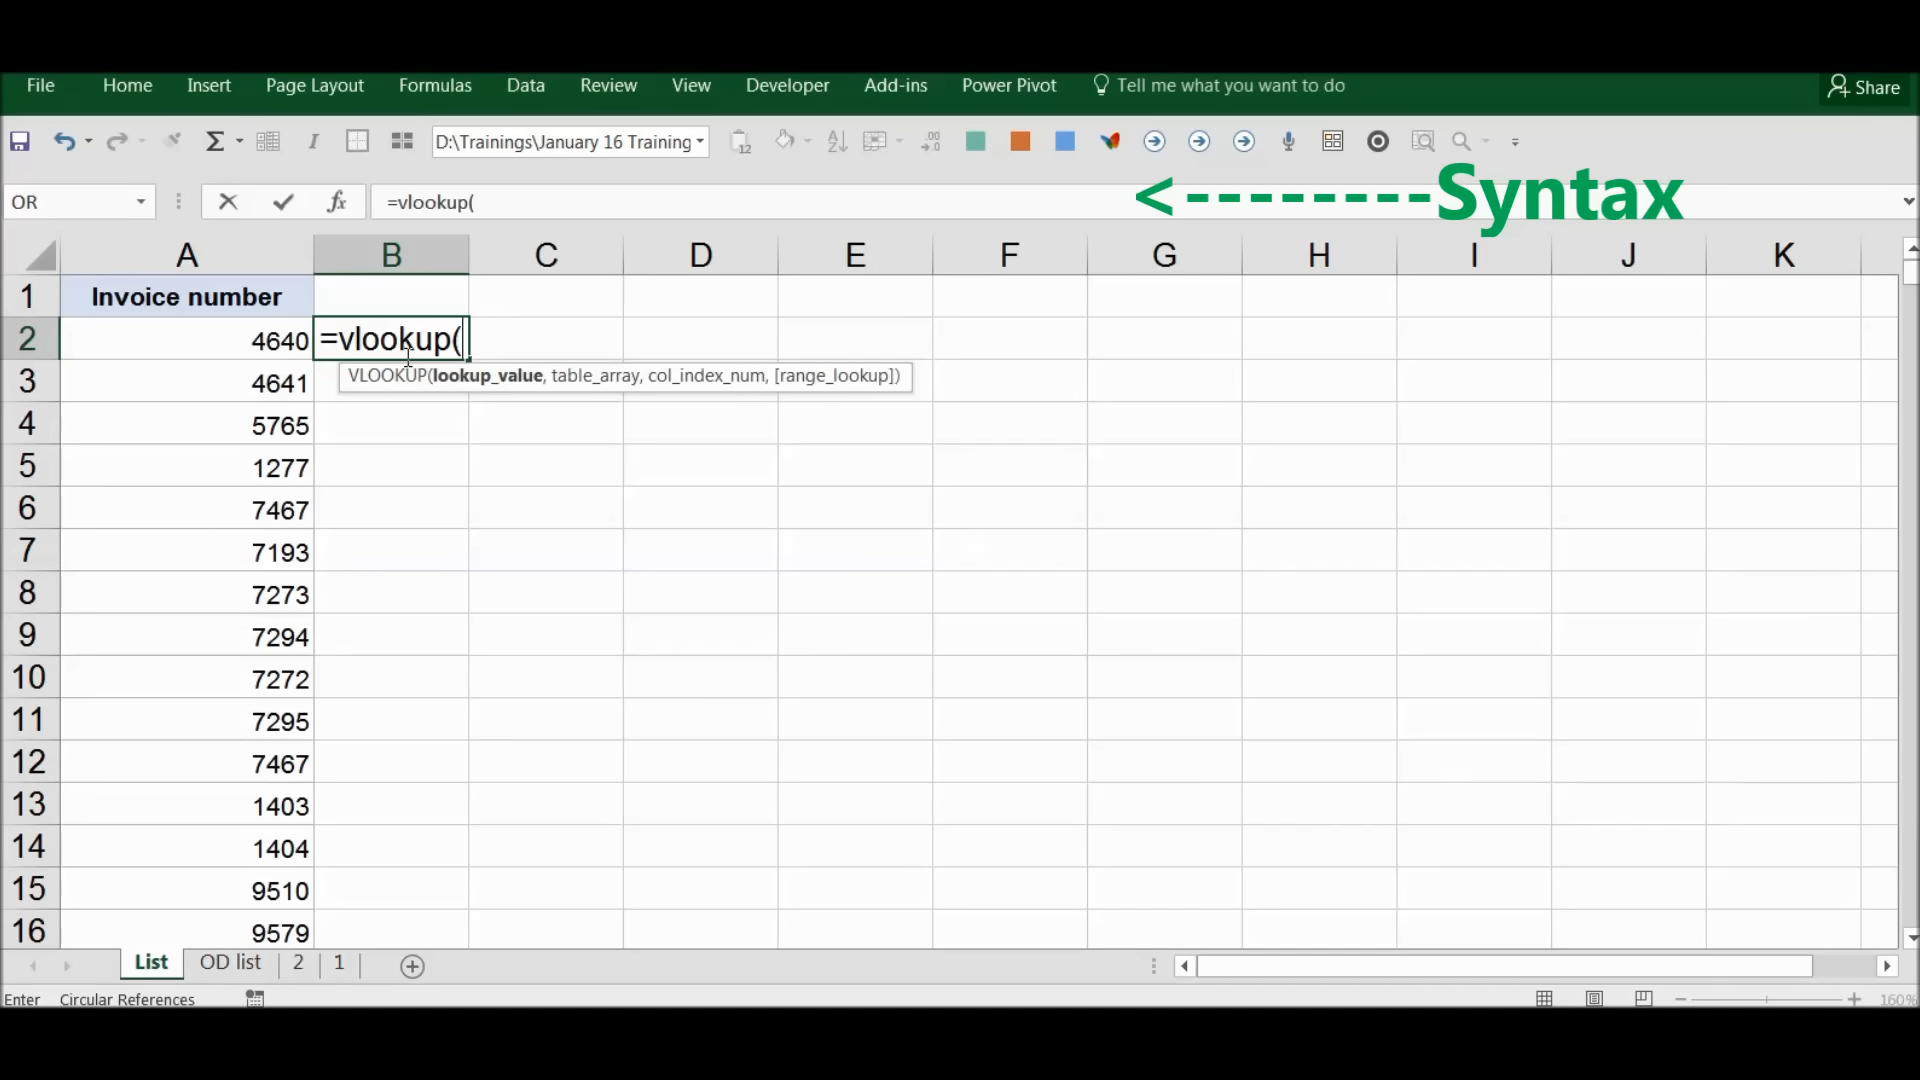 File Home Insert Page Layout Formulas Data Review View Developer Add-ins Power Pivot Tell me what you want to do Share
D:\Trainings\January 16 Training
<--------Syntax
OR fx =vlookup(
A B C D E F G H I J K
1 Invoice number
2 4640 =vlookup(
VLOOKUP(lookup_value, table_array, col_index_num, [range_lookup])
3 4641
4 5765
5 1277
6 7467
7 7193
8 7273
9 7294
10 7272
11 7295
12 7467
13 1403
14 1404
15 9510
16 9579
List OD list 2 1
Enter Circular References 160%